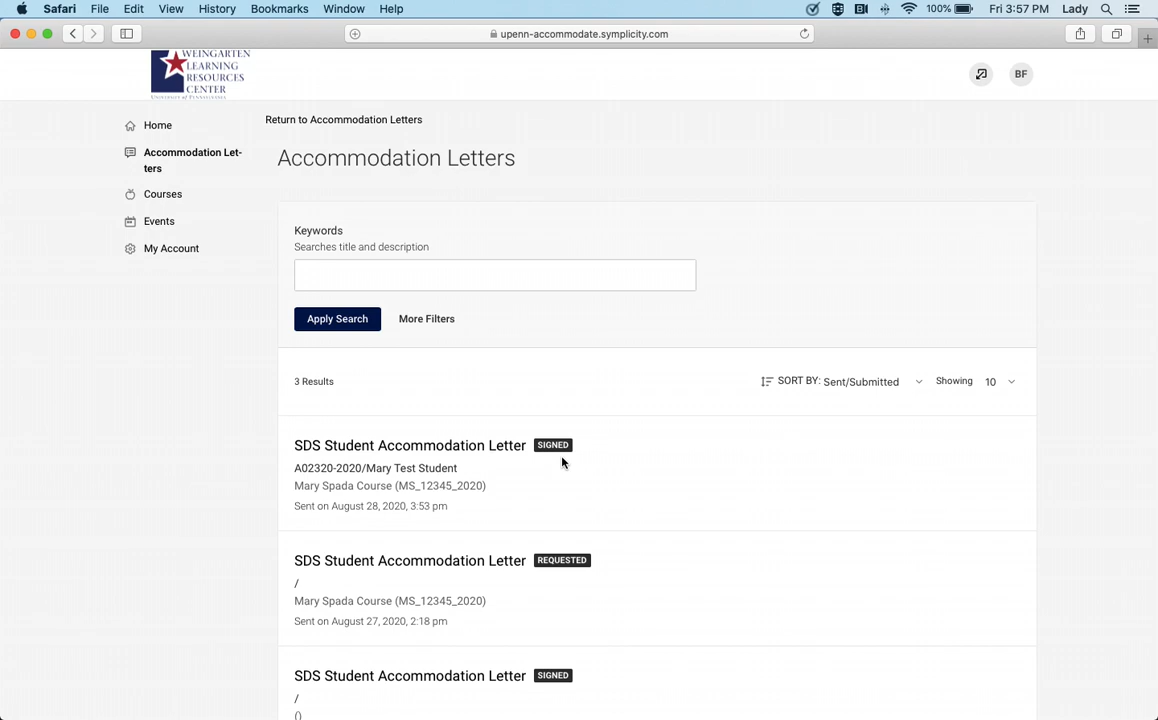 Safari File Edit View History Bookmarks Window Help 100% Fri 3:57 PM Lady
upenn-accommodate.symplicity.com
WEINGARTEN
LEARNING
RESOURCES
CENTER
BF
Home
Accommodation Let-
ters
Courses
Events
My Account
Return to Accommodation Letters
Accommodation Letters
Keywords
Searches title and description
Apply Search More Filters
3 Results SORT BY: Sent/Submitted Showing 10
SDS Student Accommodation Letter SIGNED
A02320-2020/Mary Test Student
Mary Spada Course (MS_12345_2020)
Sent on August 28, 2020, 3:53 pm
SDS Student Accommodation Letter REQUESTED
/
Mary Spada Course (MS_12345_2020)
Sent on August 27, 2020, 2:18 pm
SDS Student Accommodation Letter SIGNED
/
()